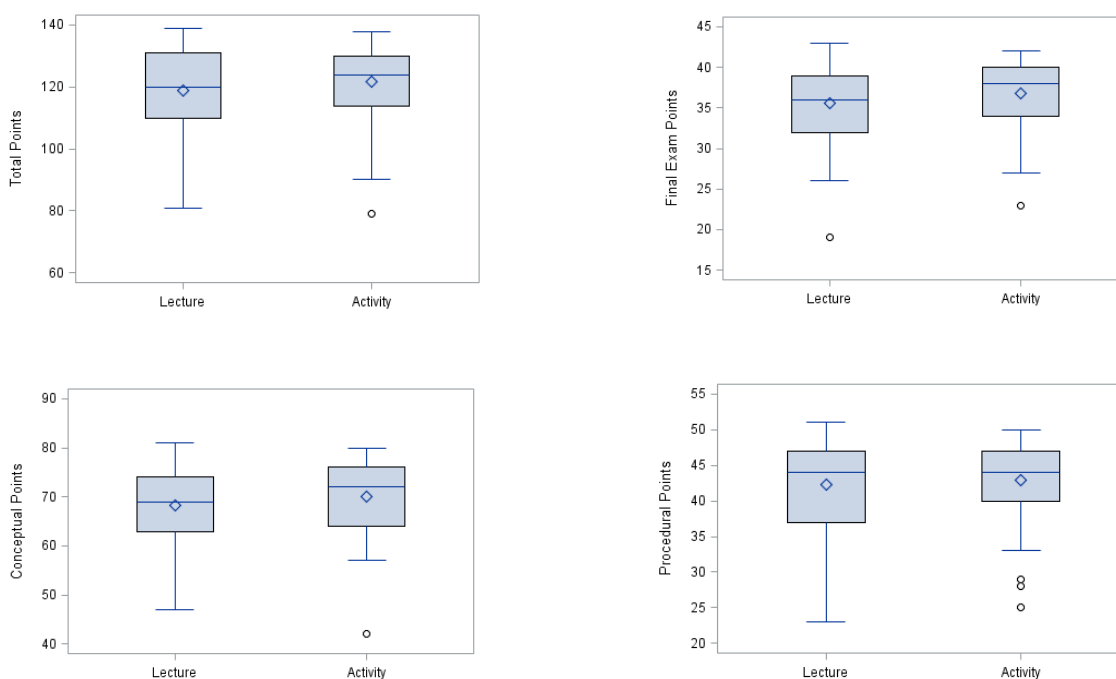 Total Points
140
120
100
80
60
Lecture
Activity
Final Exam Points
45
40
35
30
25
20
15
Lecture
Activity
Conceptual Points
90
80
70
60
50
40
Lecture
Activity
Procedural Points
55
50
45
40
35
30
25
20
Lecture
Activity